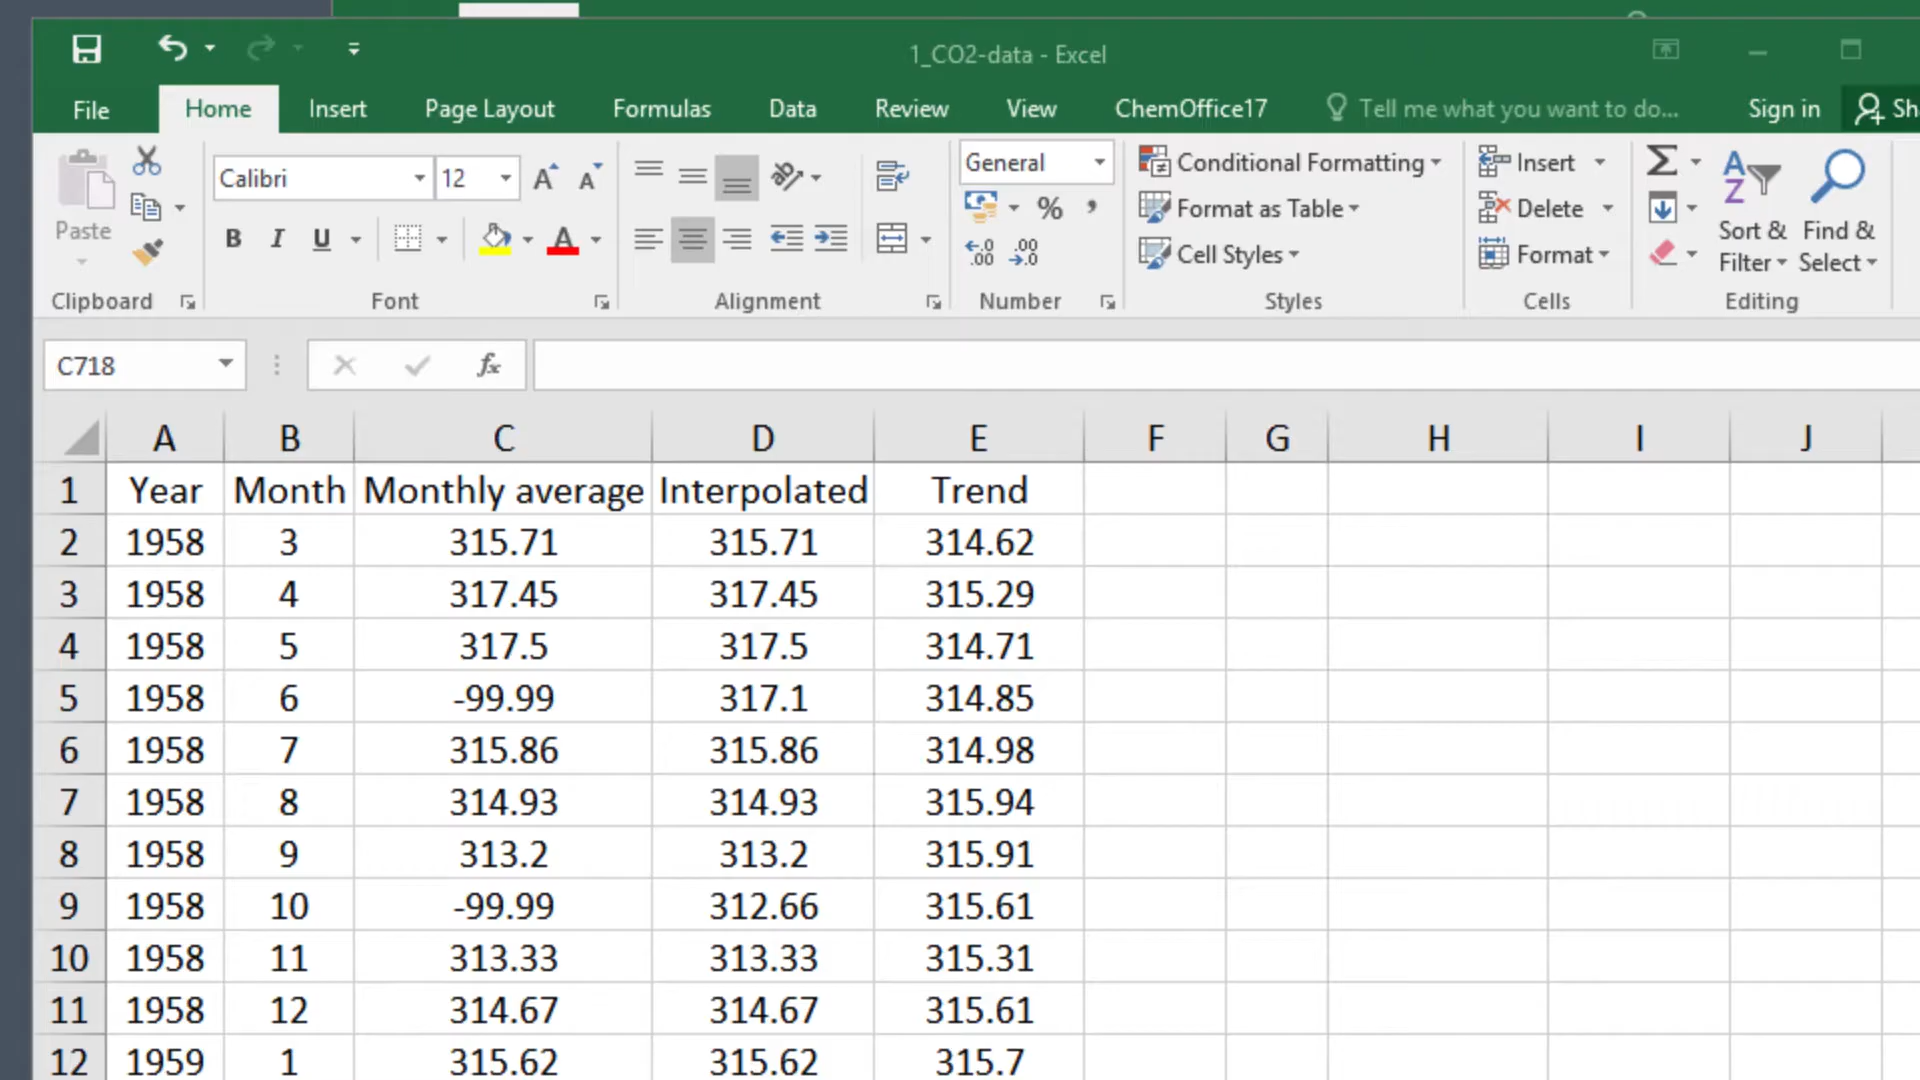 1_CO2-data - Excel
File Home Insert Page Layout Formulas Data Review View ChemOffice17 Tell me what you want to do... Sign in Sh
Calibri 12 General Conditional Formatting Insert
Paste Format as Table Delete Sort & Find &
B I U Cell Styles Format Filter Select
Clipboard Font Alignment Number Styles Cells Editing
C718 fx
A B C D E F G H I J
1 Year Month Monthly average Interpolated Trend
2 1958 3 315.71 315.71 314.62
3 1958 4 317.45 317.45 315.29
4 1958 5 317.5 317.5 314.71
5 1958 6 -99.99 317.1 314.85
6 1958 7 315.86 315.86 314.98
7 1958 8 314.93 314.93 315.94
8 1958 9 313.2 313.2 315.91
9 1958 10 -99.99 312.66 315.61
10 1958 11 313.33 313.33 315.31
11 1958 12 314.67 314.67 315.61
12 1959 1 315.62 315.62 315.7